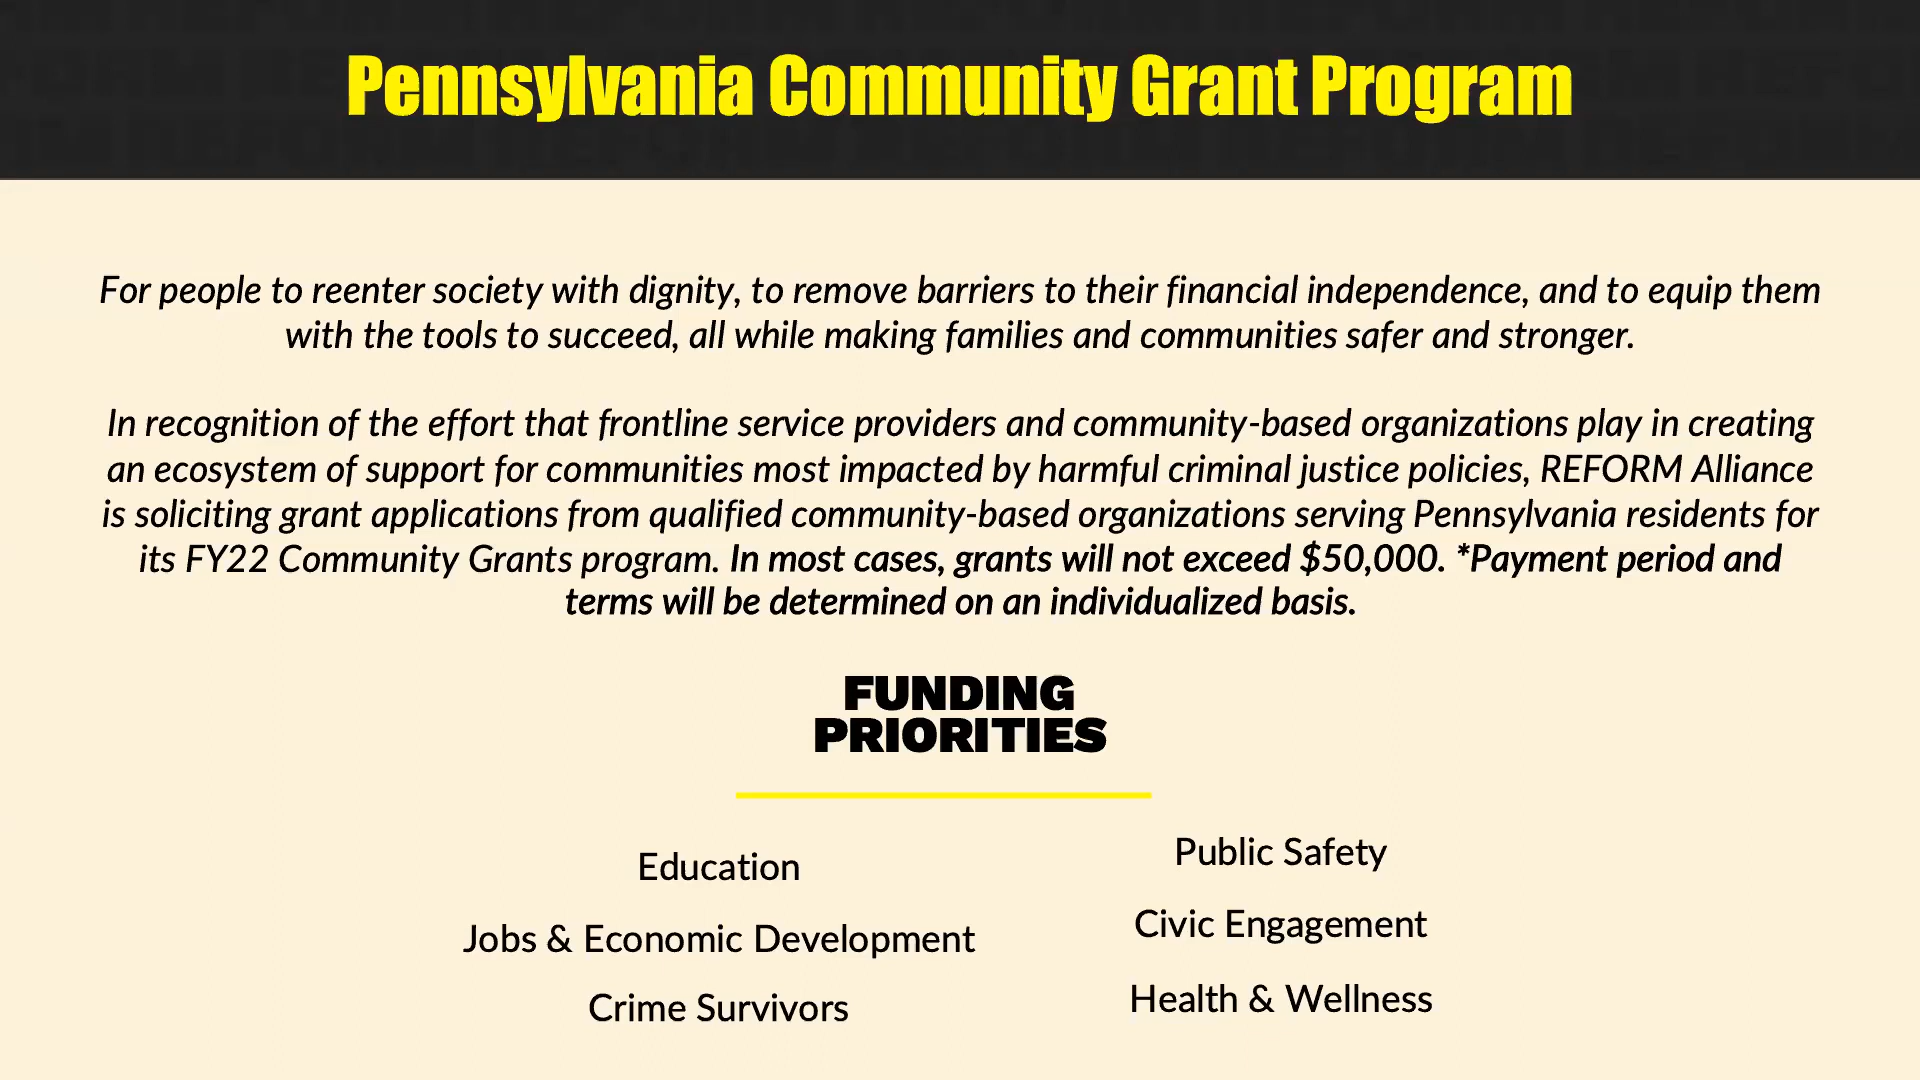 Pennsylvania Community Grant Program
For people to reenter society with dignity, to remove barriers to their financial independence, and to equip them
with the tools to succeed, all while making families and communities safer and stronger.
In recognition of the effort that frontline service providers and community-based organizations play in creating
an ecosystem of support for communities most impacted by harmful criminal justice policies, REFORM Alliance
is soliciting grant applications from qualified community-based organizations serving Pennsylvania residents for
its FY22 Community Grants program. In most cases, grants will not exceed $50,000. *Payment period and
terms will be determined on an individualized basis.
FUNDING
PRIORITIES
Education
Jobs & Economic Development
Crime Survivors
Public Safety
Civic Engagement
Health & Wellness